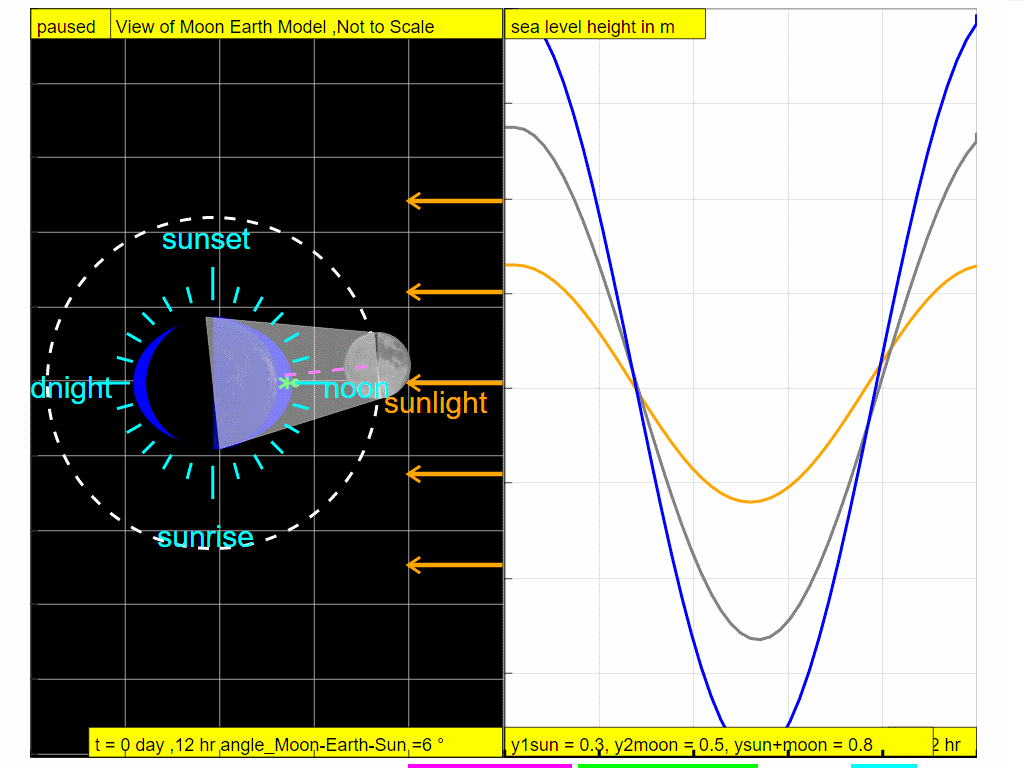 paused
View of Moon Earth Model ,Not to Scale
sea level height in m
sunset
dnight
noon
sunlight
sunrise
t = 0 day ,12 hr angle_Moon-Earth-Sun =6 °
y1sun = 0.3, y2moon = 0.5, ysun+moon = 0.8
2 hr